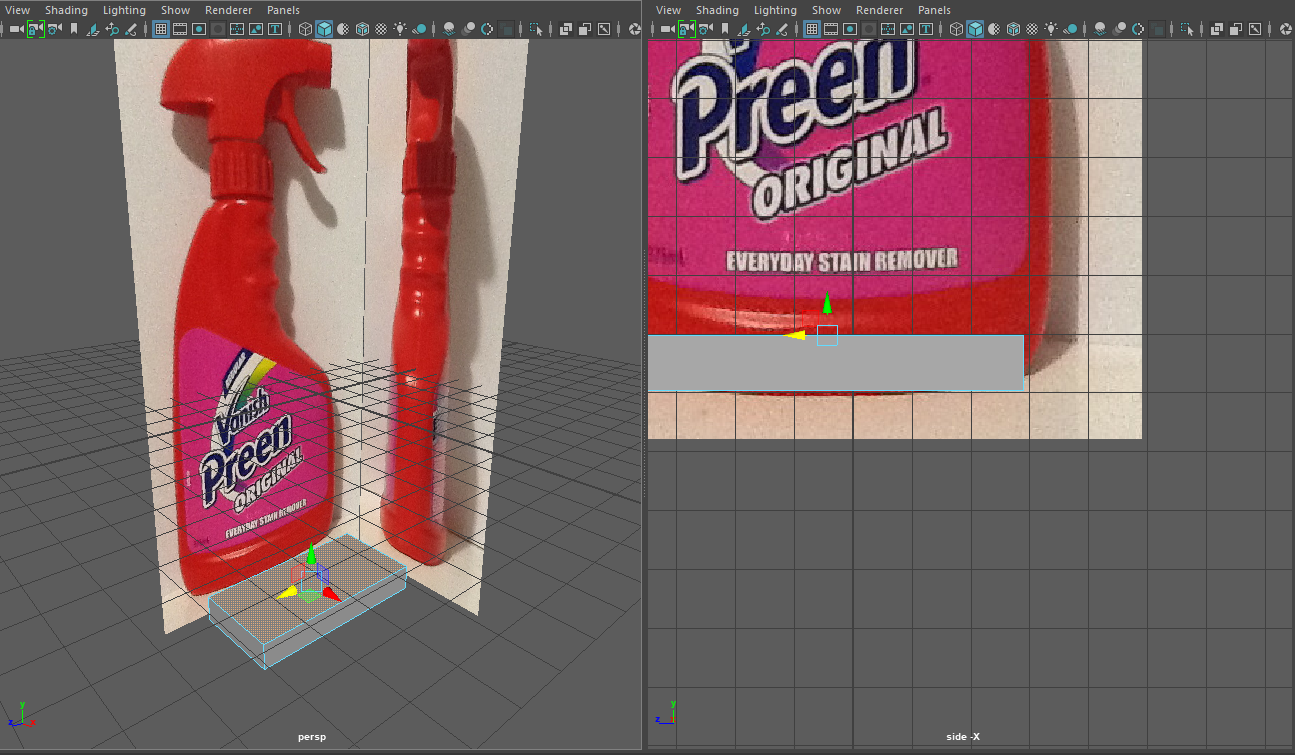 View Shading Lighting Show Renderer Panels
View Shading Lighting Show Renderer Panels
Vanish
Preen
ORIGINAL
EVERYDAY STAIN REMOVER
y
z x
persp
Preen
ORIGINAL
EVERYDAY STAIN REMOVER
y
z
side -X